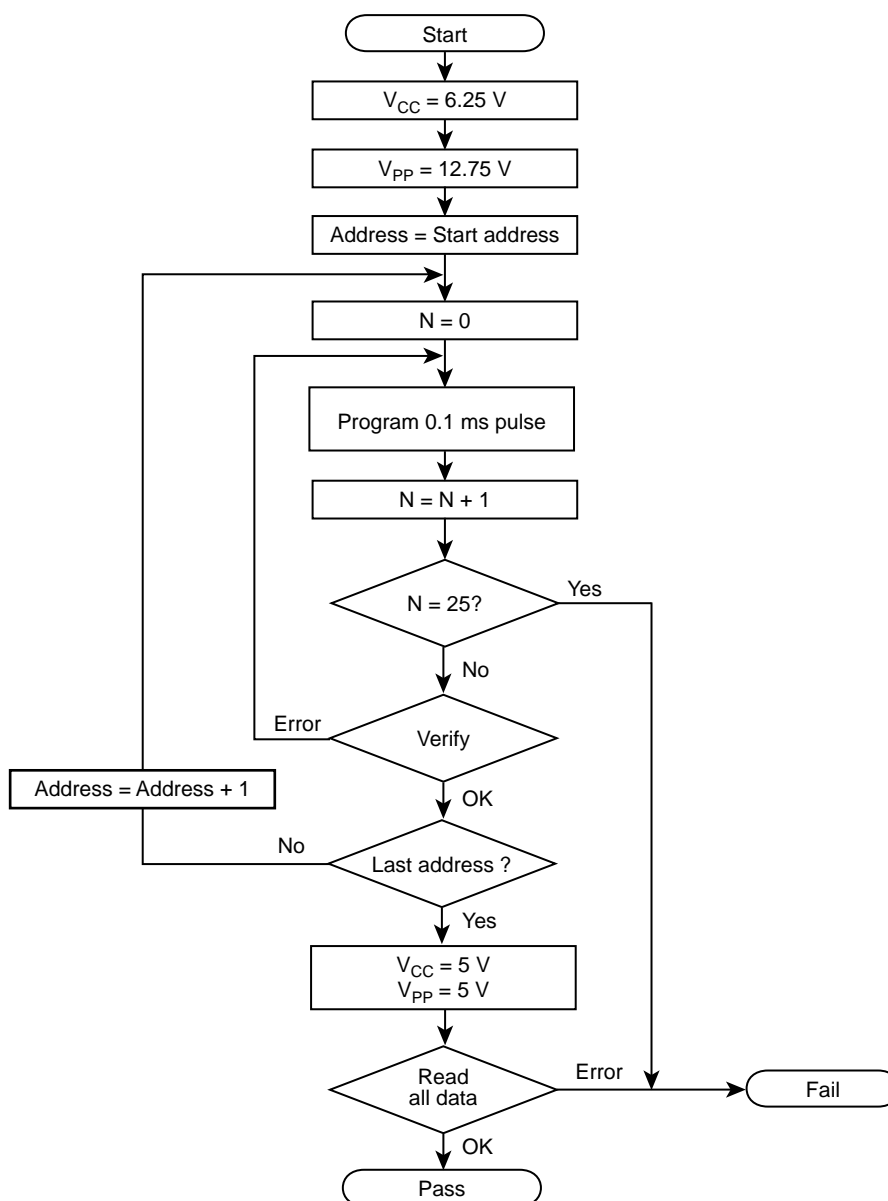 Start
VCC = 6.25 V
VPP = 12.75 V
Address = Start address
N = 0
Program 0.1 ms pulse
N = N + 1
N = 25?
Yes
No
Verify
Error
OK
Address = Address + 1
Last address ?
No
Yes
VCC = 5 V
VPP = 5 V
Read
all data
Error
Fail
OK
Pass